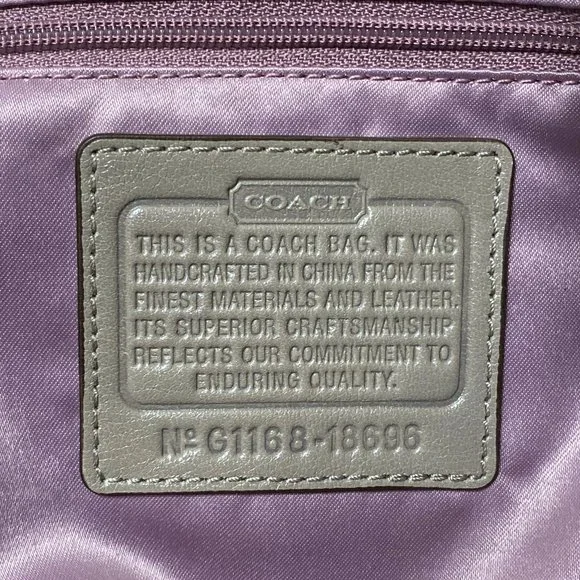 COACH
THIS IS A COACH BAG. IT WAS
HANDCRAFTED IN CHINA FROM THE
FINEST MATERIALS AND LEATHER.
ITS SUPERIOR CRAFTSMANSHIP
REFLECTS OUR COMMITMENT TO
ENDURING QUALITY.
Nº G1168-18696